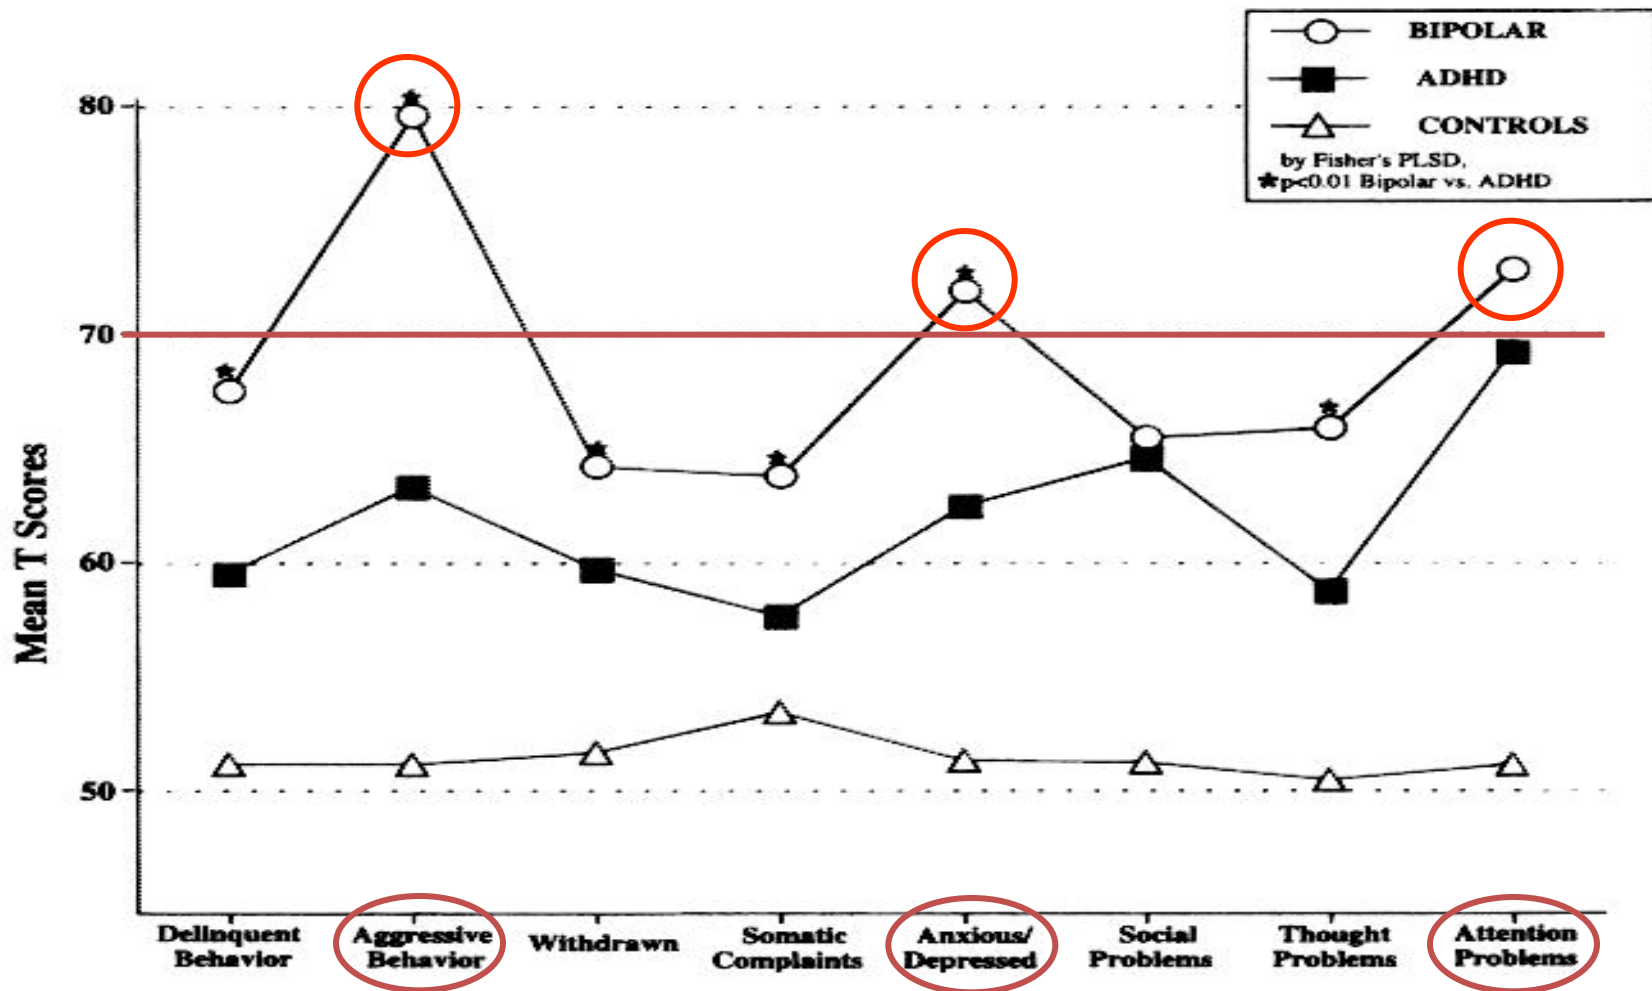 BIPOLAR
ADHD
CONTROLS
by Fisher's PLSD,
★p<0.01 Bipolar vs. ADHD
80
70
60
50
Mean T Scores
Delinquent
Behavior
Aggressive
Behavior
Withdrawn
Somatic
Complaints
Anxious/
Depressed
Social
Problems
Thought
Problems
Attention
Problems